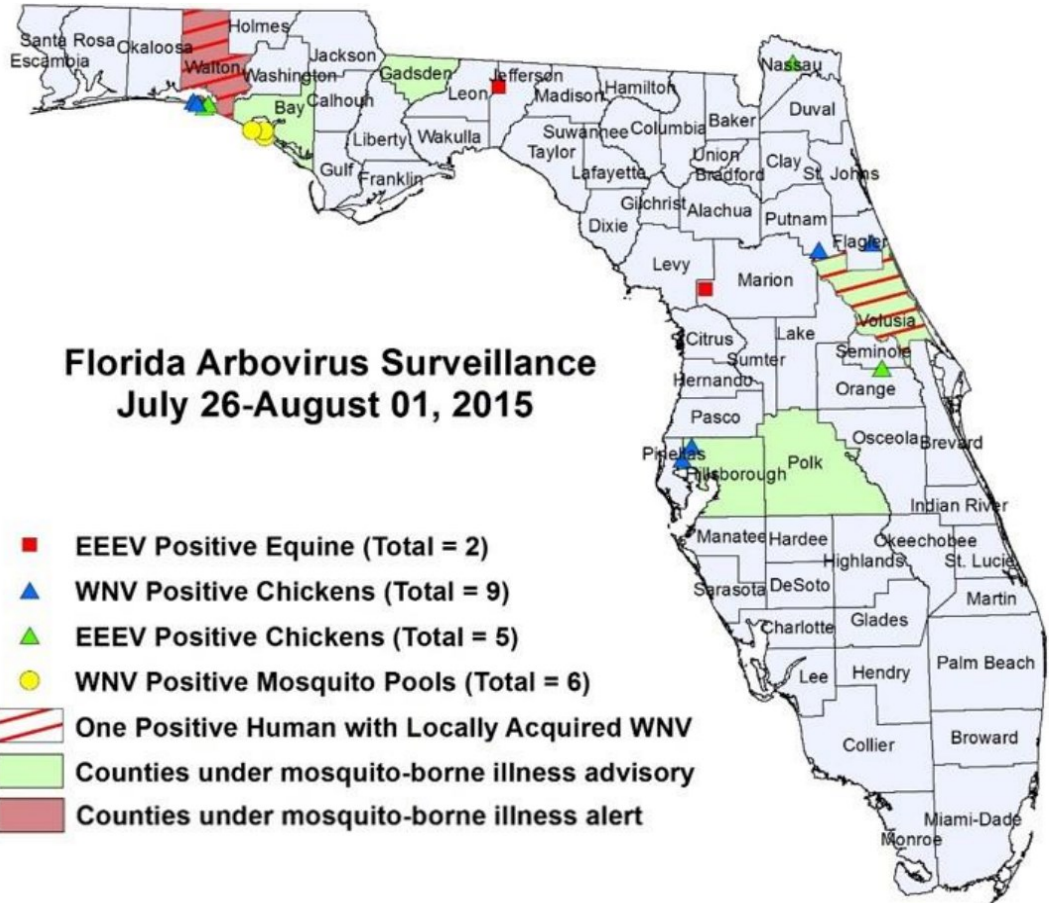 Santa Rosa
Escambia
Okaloosa
Walton
Holmes
Washington
Jackson
Bay
Calhoun
Gulf
Liberty
Franklin
Gadsden
Leon
Wakulla
Jefferson
Madison
Taylor
Hamilton
Suwannee
Lafayette
Columbia
Dixie
Gilchrist
Baker
Union
Bradford
Nassau
Duval
Clay
St. Johns
Alachua
Putnam
Flagler
Levy
Marion
Volusia
Citrus
Sumter
Lake
Seminole
Hernando
Orange
Pasco
Pinellas
Hillsborough
Polk
Osceola
Brevard
Indian River
Manatee
Hardee
Highlands
Okeechobee
St. Lucie
Sarasota
DeSoto
Martin
Charlotte
Glades
Lee
Hendry
Palm Beach
Collier
Broward
Monroe
Miami-Dade
Florida Arbovirus Surveillance
July 26-August 01, 2015
EEEV Positive Equine (Total = 2)
WNV Positive Chickens (Total = 9)
EEEV Positive Chickens (Total = 5)
WNV Positive Mosquito Pools (Total = 6)
One Positive Human with Locally Acquired WNV
Counties under mosquito-borne illness advisory
Counties under mosquito-borne illness alert